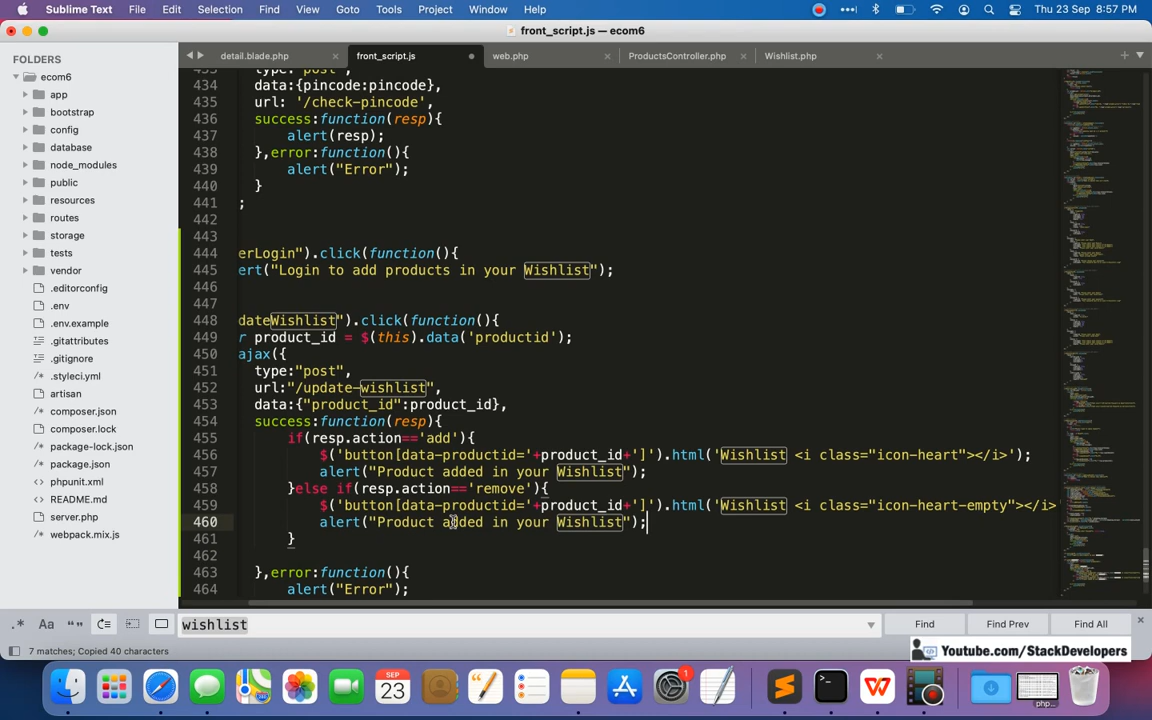 Sublime Text File Edit Selection Find View Goto Tools Project Window Help Thu 23 Sep 8:57 PM
front_script.js — ecom6
FOLDERS
ecom6
app
bootstrap
config
database
node_modules
public
resources
routes
storage
tests
vendor
.editorconfig
.env
.env.example
.gitattributes
.gitignore
.styleci.yml
artisan
composer.json
composer.lock
package-lock.json
package.json
phpunit.xml
README.md
server.php
webpack.mix.js
detail.blade.php front_script.js web.php ProductsController.php Wishlist.php
433 type:"post",
434 data:{pincode:pincode},
435 url: '/check-pincode',
436 success:function(resp){
437 alert(resp);
438 },error:function(){
439 alert("Error");
440 }
441 ;
442
443
444 erLogin").click(function(){
445 ert("Login to add products in your Wishlist");
446
447
448 dateWishlist").click(function(){
449 r product_id = $(this).data('productid');
450 ajax({
451 type:"post",
452 url:"/update-wishlist",
453 data:{"product_id":product_id},
454 success:function(resp){
455 if(resp.action=='add'){
456 $('button[data-productid='+product_id+']').html('Wishlist <i class="icon-heart"></i>');
457 alert("Product added in your Wishlist");
458 }else if(resp.action=='remove'){
459 $('button[data-productid='+product_id+']').html('Wishlist <i class="icon-heart-empty"></i>
460 alert("Product added in your Wishlist");
461 }
462
463 },error:function(){
464 alert("Error");
.* Aa “” wishlist Find Find Prev Find All
7 matches; Copied 40 characters
Youtube.com/StackDevelopers
SEP
23
1
php...